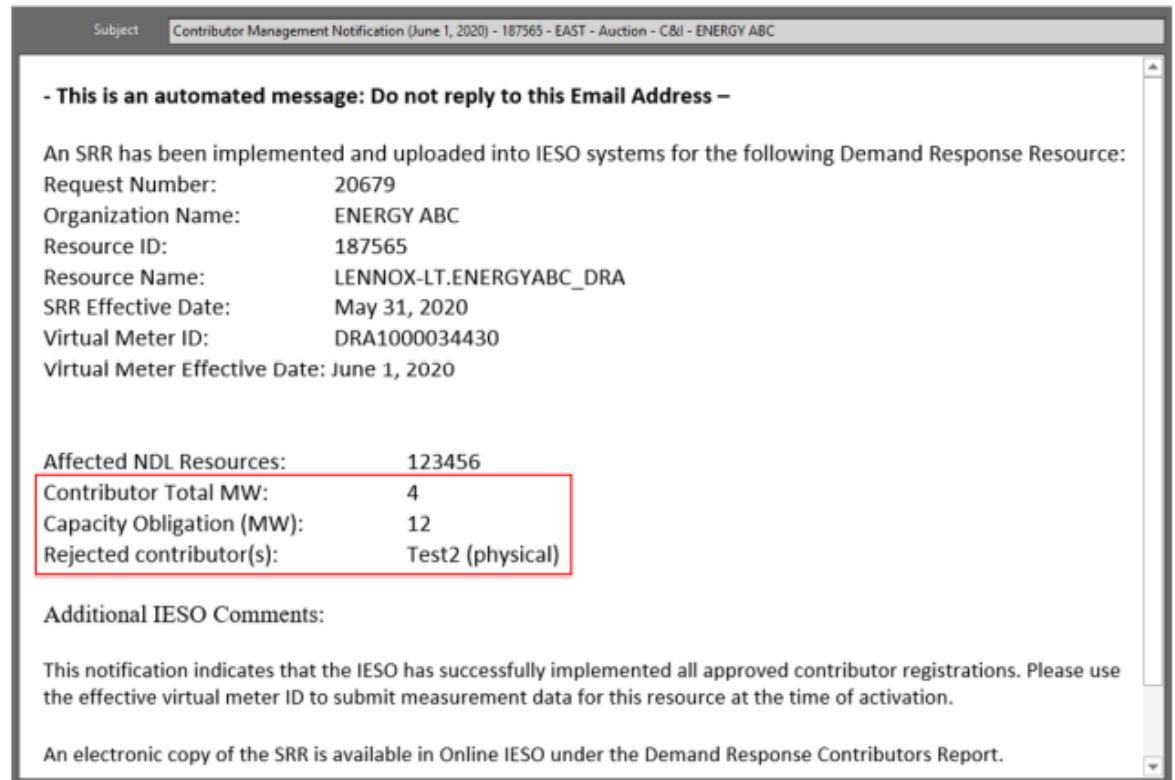 Subject Contributor Management Notification (June 1, 2020) - 187565 - EAST - Auction - C&I - ENERGY ABC
- This is an automated message: Do not reply to this Email Address –
An SRR has been implemented and uploaded into IESO systems for the following Demand Response Resource:
Request Number: 20679
Organization Name: ENERGY ABC
Resource ID: 187565
Resource Name: LENNOX-LT.ENERGYABC_DRA
SRR Effective Date: May 31, 2020
Virtual Meter ID: DRA1000034430
Virtual Meter Effective Date: June 1, 2020
Affected NDL Resources: 123456
Contributor Total MW: 4
Capacity Obligation (MW): 12
Rejected contributor(s): Test2 (physical)
Additional IESO Comments:
This notification indicates that the IESO has successfully implemented all approved contributor registrations. Please use
the effective virtual meter ID to submit measurement data for this resource at the time of activation.
An electronic copy of the SRR is available in Online IESO under the Demand Response Contributors Report.